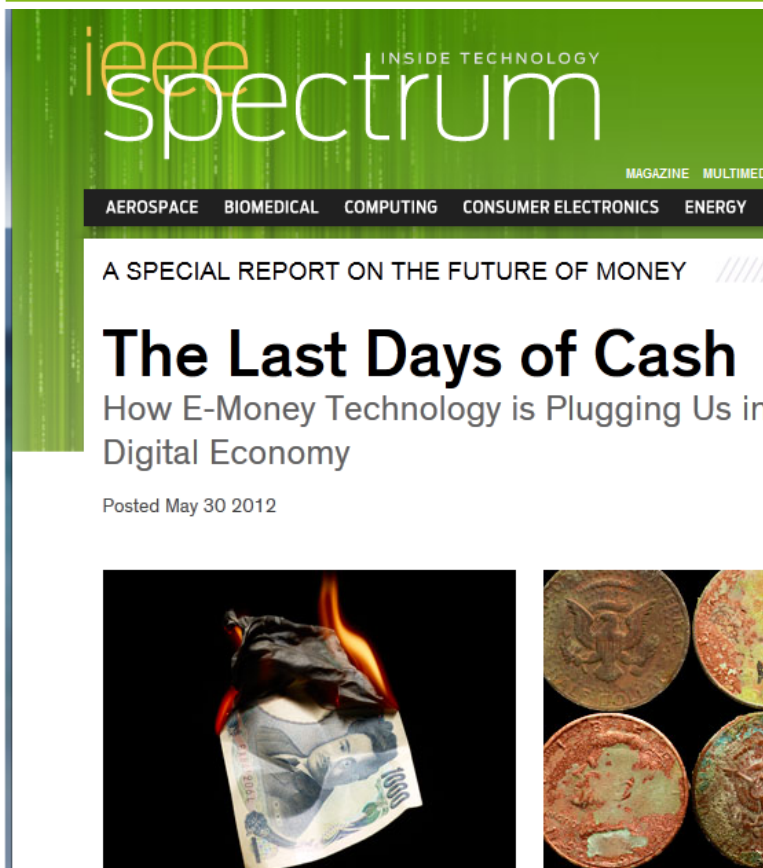 ieee
INSIDE TECHNOLOGY
spectrum
MAGAZINE
AEROSPACE BIOMEDICAL COMPUTING CONSUMER ELECTRONICS ENERGY
A SPECIAL REPORT ON THE FUTURE OF MONEY
The Last Days of Cash
How E-Money Technology is Plugging Us
Digital Economy
Posted May 30 2012
1000